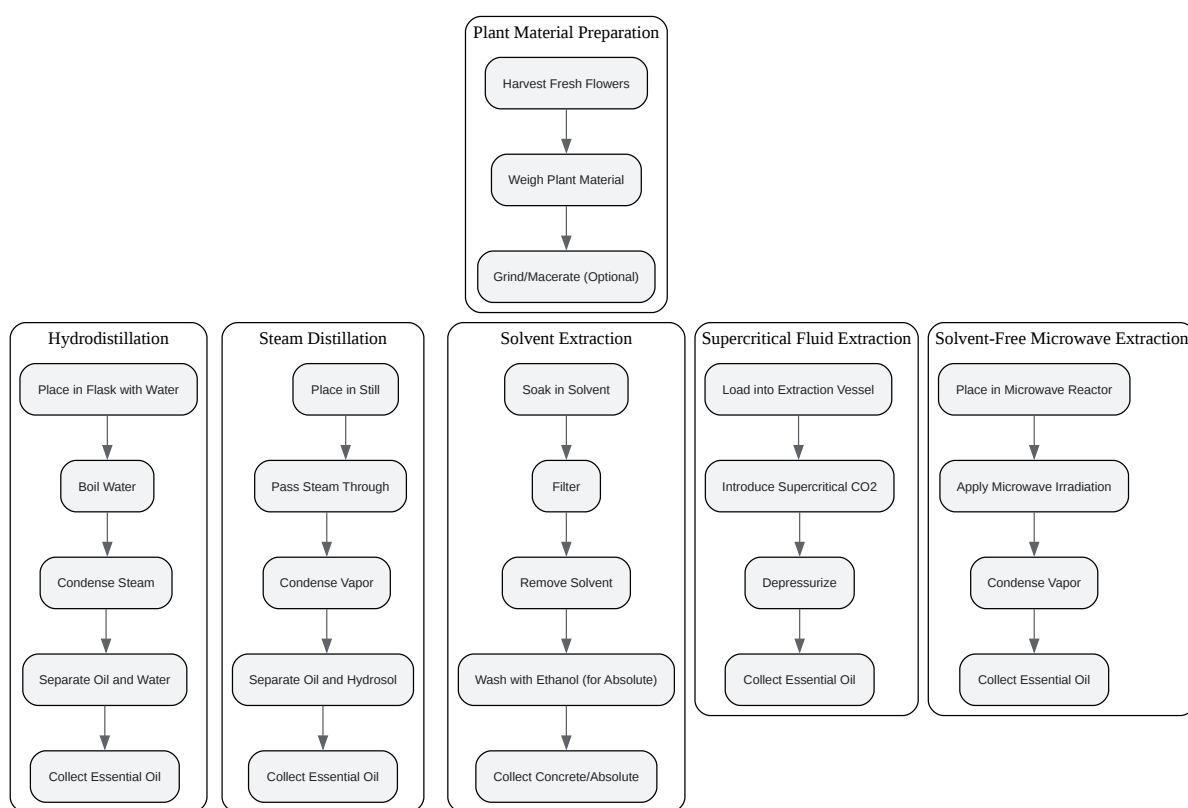 Plant Material Preparation
Harvest Fresh Flowers
Weigh Plant Material
Grind/Macerate (Optional)
Hydrodistillation
Place in Flask with Water
Boil Water
Condense Steam
Separate Oil and Water
Collect Essential Oil
Steam Distillation
Place in Still
Pass Steam Through
Condense Vapor
Separate Oil and Hydrosol
Collect Essential Oil
Solvent Extraction
Soak in Solvent
Filter
Remove Solvent
Wash with Ethanol (for Absolute)
Collect Concrete/Absolute
Supercritical Fluid Extraction
Load into Extraction Vessel
Introduce Supercritical CO2
Depressurize
Collect Essential Oil
Solvent-Free Microwave Extraction
Place in Microwave Reactor
Apply Microwave Irradiation
Condense Vapor
Collect Essential Oil